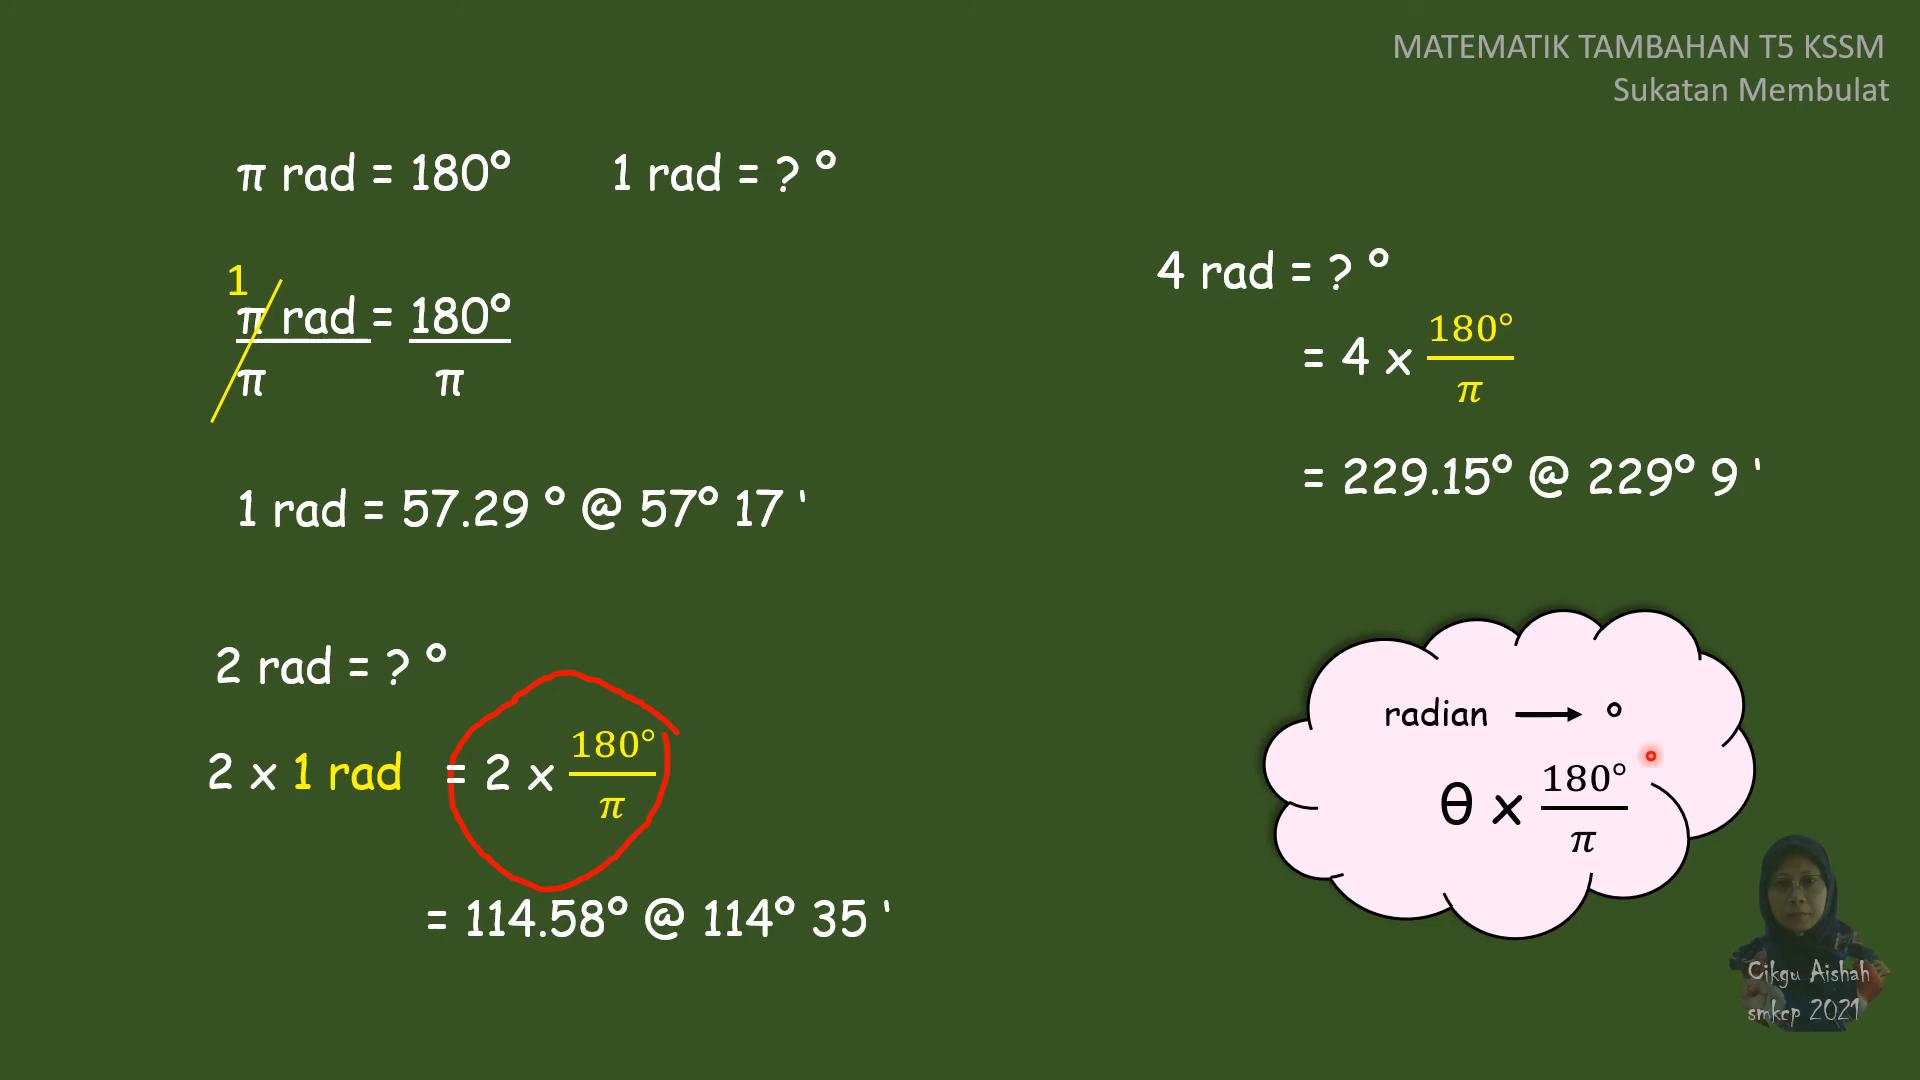 MATEMATIK TAMBAHAN T5 KSSM
Sukatan Membulat
π rad = 180° 1 rad = ? °
1
π rad = 180°
π π
1 rad = 57.29 ° @ 57° 17 '
2 rad = ? °
2 x 1 rad = 2 x 180°/π
= 114.58° @ 114° 35 '
4 rad = ? °
= 4 x 180°/π
= 229.15° @ 229° 9 '
radian → °
θ x 180°/π
Cikgu Aishah
smkcp 2021